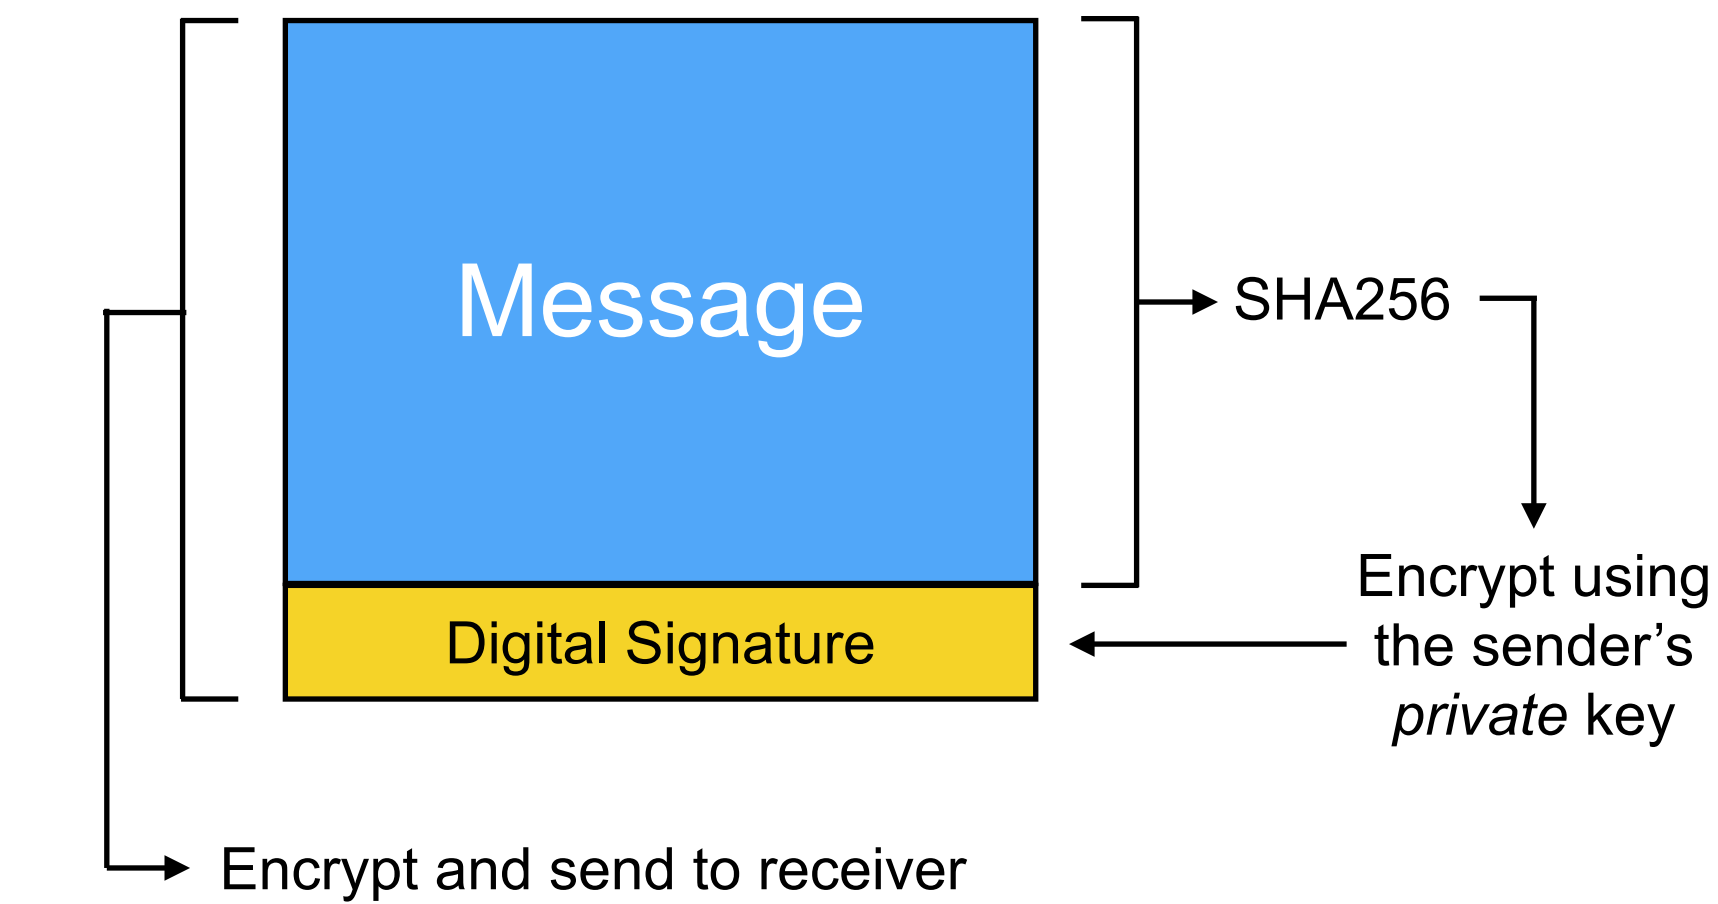 Message
SHA256
Encrypt using
the sender’s
private key
Digital Signature
Encrypt and send to receiver